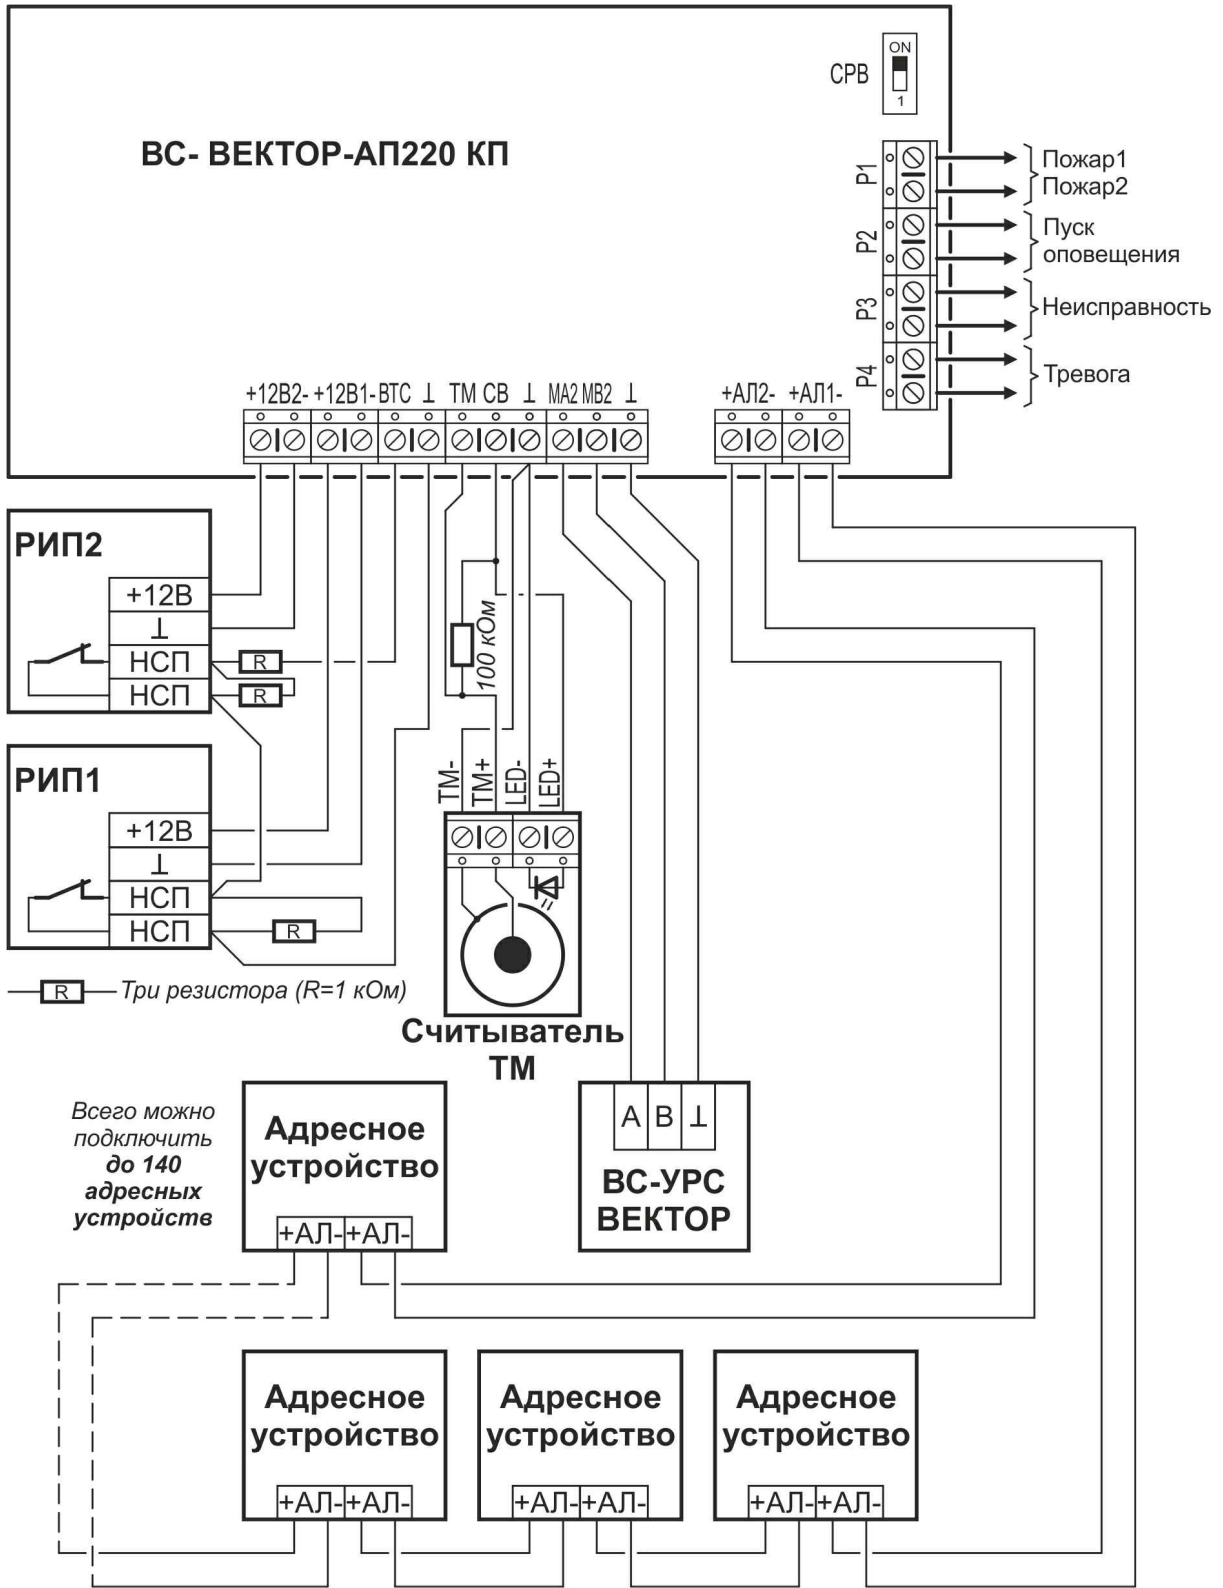 ON
СРВ
1
ВС- ВЕКТОР-АП220 КП
Р1
Пожар1
Пожар2
Р2
Пуск
оповещения
Р3
Неисправность
Р4
Тревога
+12В2- +12В1- ВТС ⊥ ТМ СВ ⊥ МА2 МВ2 ⊥ +АЛ2- +АЛ1-
РИП2
+12В
⊥
НСП R
НСП R
100 кОм
РИП1
+12В
⊥
НСП
НСП R
ТМ- ТМ+ LED- LED+
R Три резистора (R=1 кОм)
Считыватель
ТМ
Всего можно
подключить
до 140
адресных
устройств
Адресное
устройство
+АЛ- +АЛ-
А В ⊥
ВС-УРС
ВЕКТОР
Адресное
устройство
+АЛ- +АЛ-
Адресное
устройство
+АЛ- +АЛ-
Адресное
устройство
+АЛ- +АЛ-